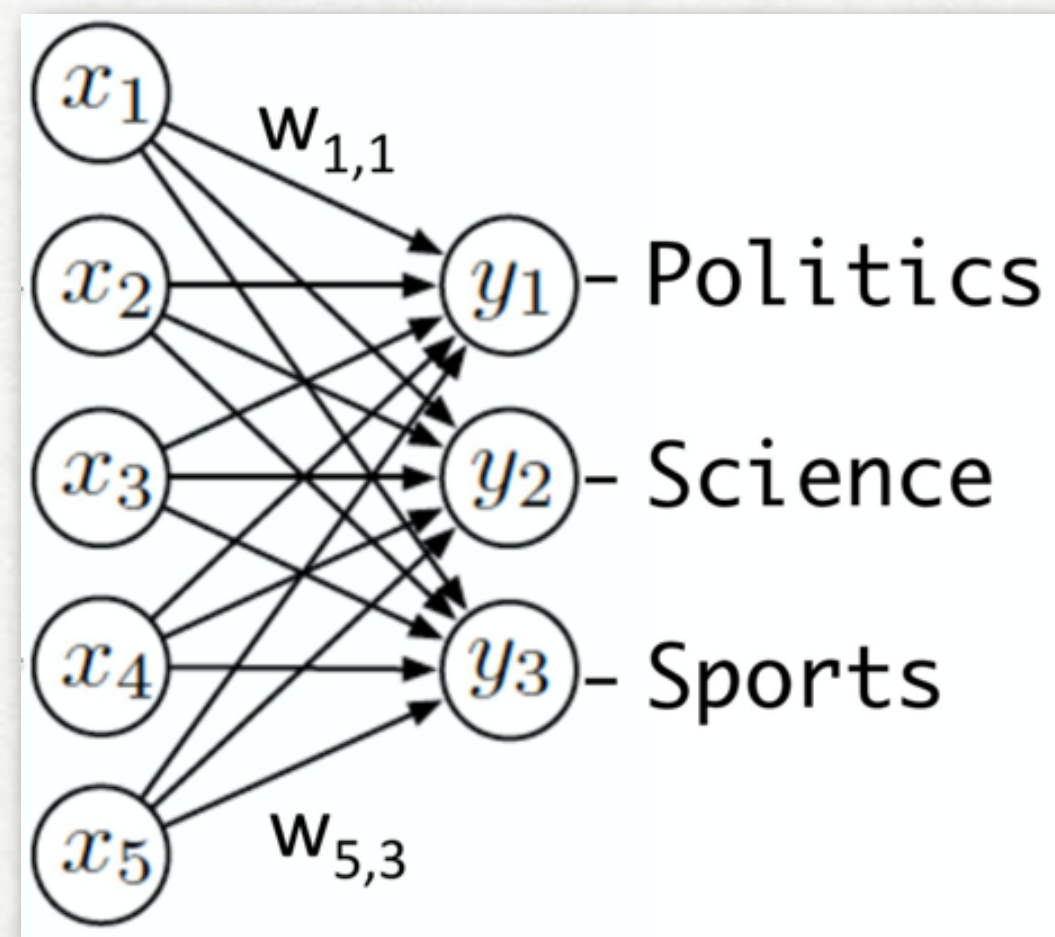 x1
w1,1
x2
y1 – Politics
x3
y2 – Science
x4
y3 – Sports
x5
w5,3